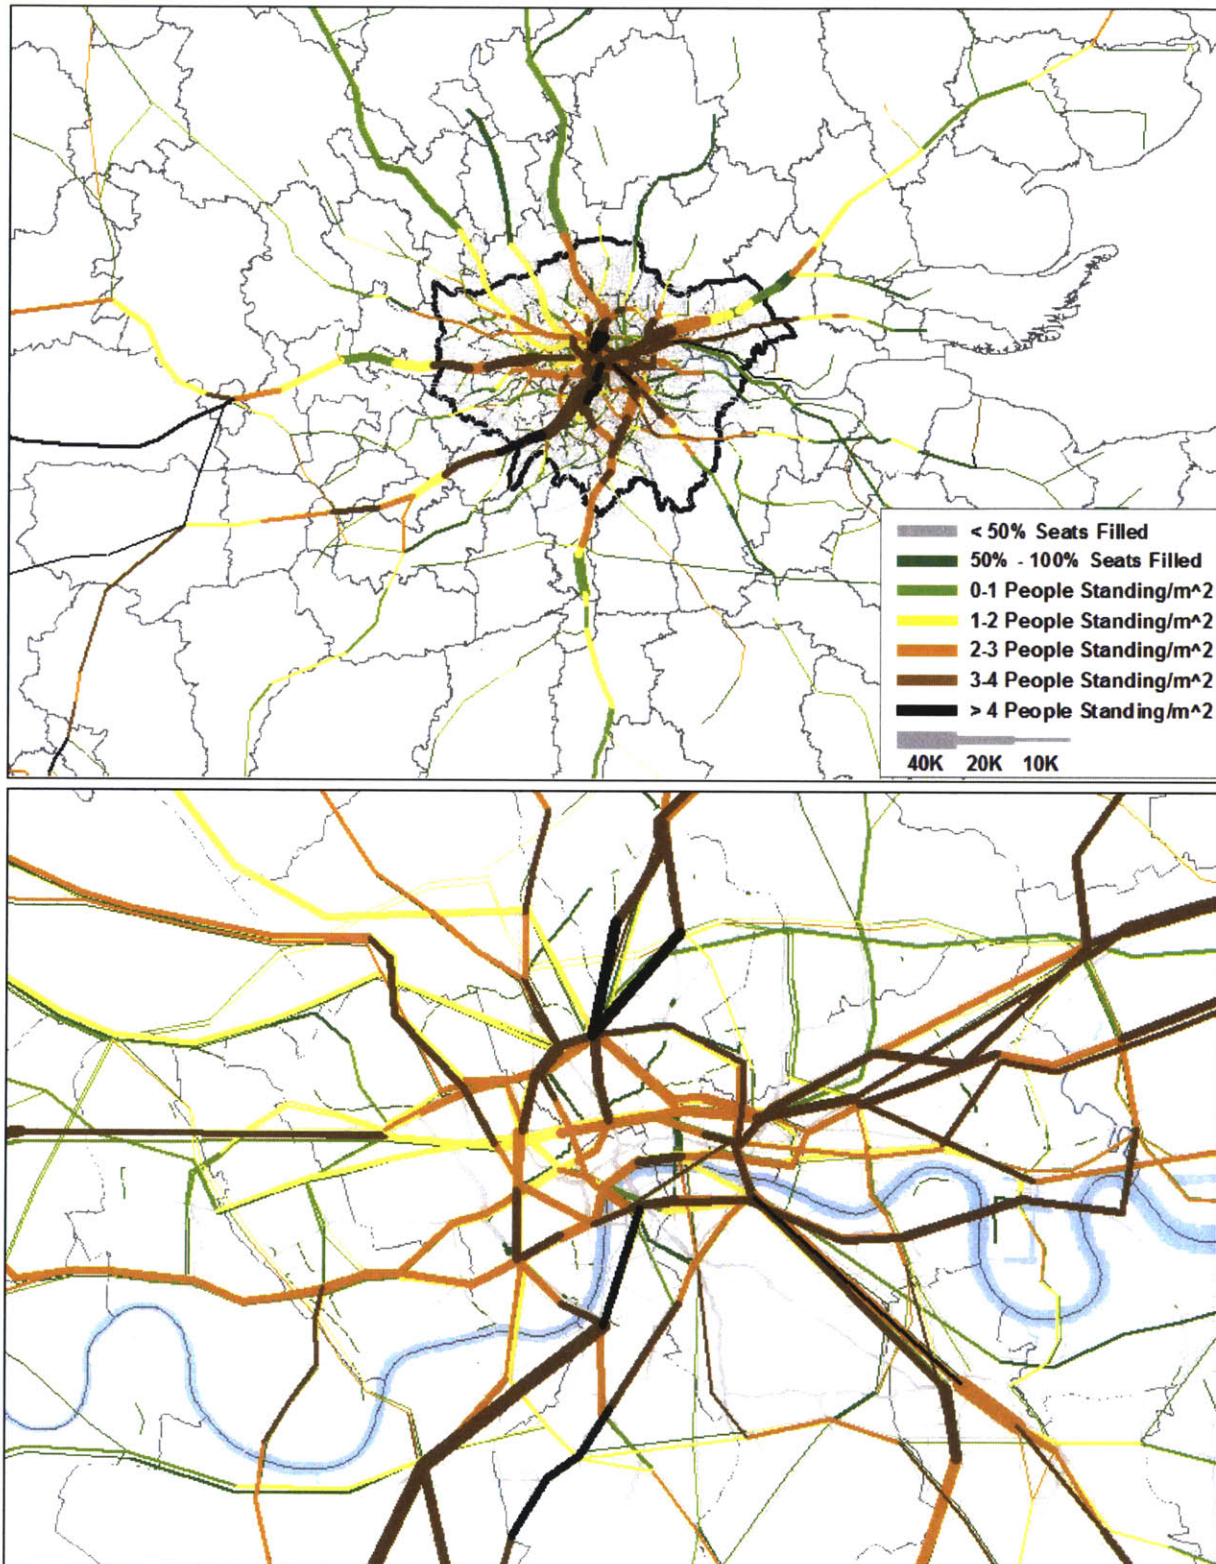 < 50% Seats Filled
50% - 100% Seats Filled
0-1 People Standing/m^2
1-2 People Standing/m^2
2-3 People Standing/m^2
3-4 People Standing/m^2
> 4 People Standing/m^2
40K 20K 10K